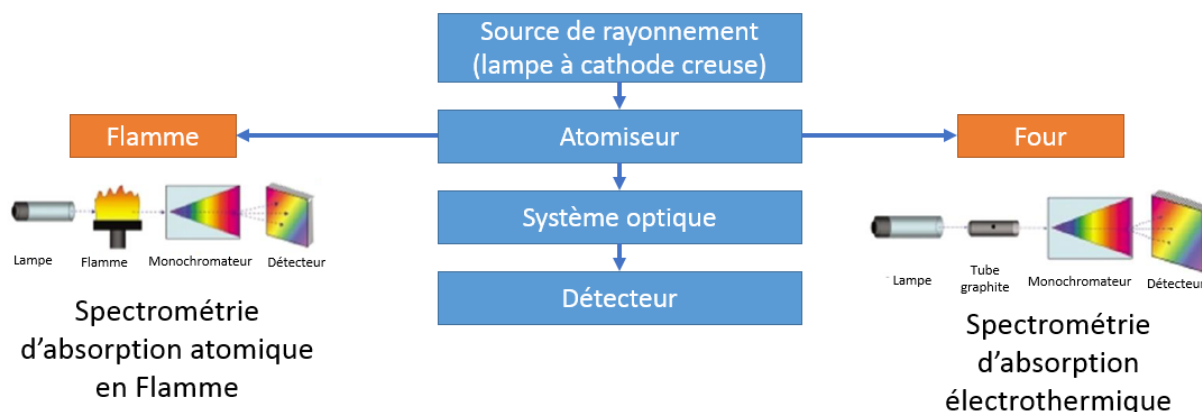 Source de rayonnement
(lampe à cathode creuse)
Flamme
Atomiseur
Four
Système optique
Détecteur
Lampe
Flamme
Monochromateur
Détecteur
Spectrométrie
d'absorption atomique
en Flamme
Lampe
Tube
graphite
Monochromateur
Détecteur
Spectrométrie
d'absorption
électrothermique